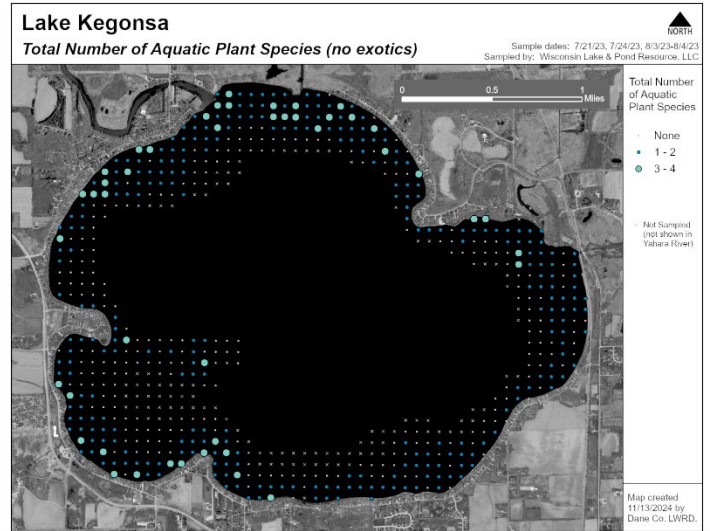 Lake Kegonsa
Total Number of Aquatic Plant Species (no exotics)
NORTH
Sample dates: 7/21/23, 7/24/23, 8/3/23-8/4/23
Sampled by: Wisconsin Lake & Pond Resource, LLC
0 0.5 1
Miles
Total Number
of Aquatic
Plant Species
None
1 - 2
3 - 4
Not Sampled
(not shown in
Yahara River)
Map created
11/13/2024 by
Dane Co. LWRD.